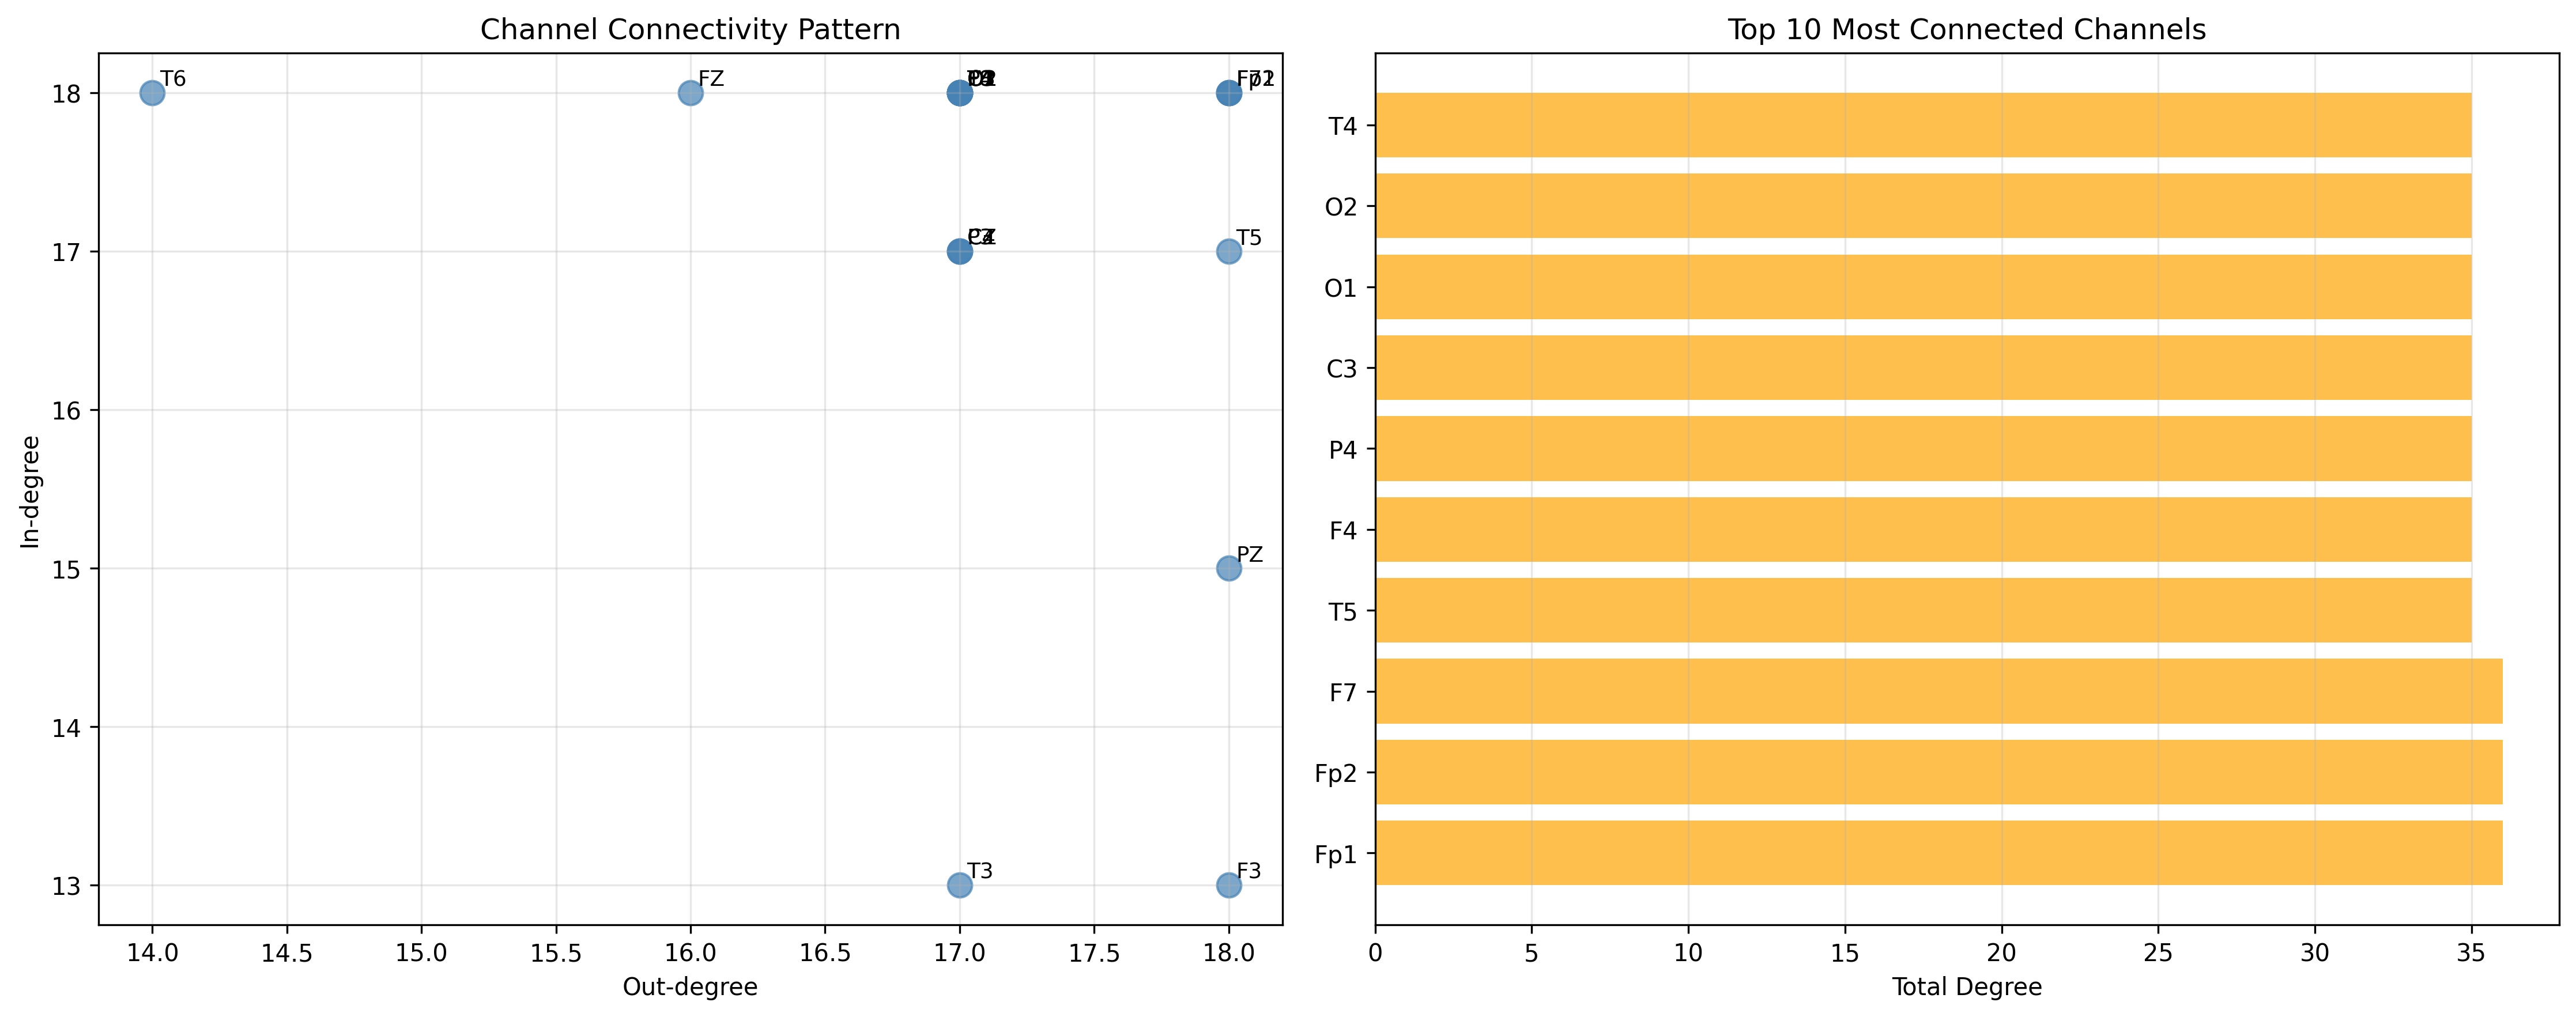 Channel Connectivity Pattern
T6
FZ
T5
PZ
T3
F3
18
17
16
15
14
13
In-degree
14.0 14.5 15.0 15.5 16.0 16.5 17.0 17.5 18.0
Out-degree
Top 10 Most Connected Channels
T4
O2
O1
C3
P4
F4
T5
F7
Fp2
Fp1
0 5 10 15 20 25 30 35
Total Degree